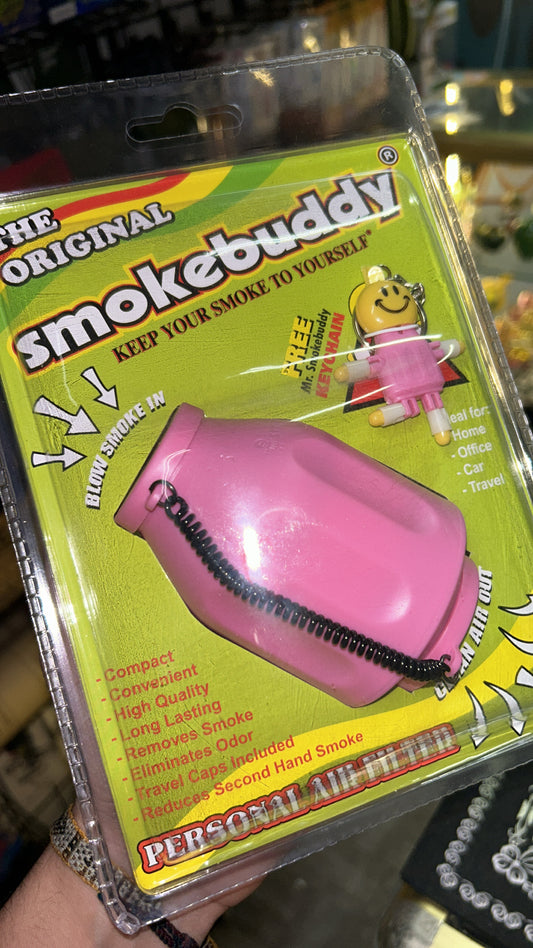 THE
ORIGINAL
smokebuddy®
KEEP YOUR SMOKE TO YOURSELF®
FREE
Mr. Smokebuddy
KEYCHAIN
BLOW SMOKE IN
Ideal for:
- Home
- Office
- Car
- Travel
CLEAN AIR OUT
- Compact
- Convenient
- High Quality
- Long Lasting
- Removes Smoke
- Eliminates Odor
- Travel Caps Included
- Reduces Second Hand Smoke
PERSONAL AIR FILTER